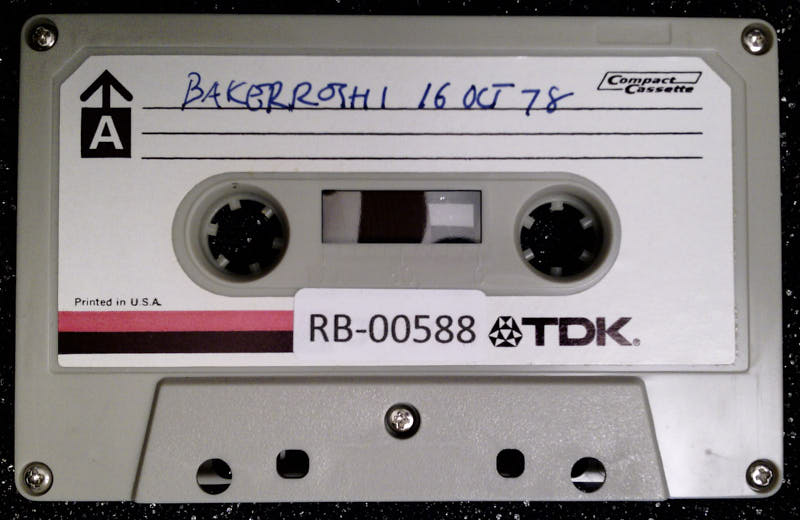 BAKERROSHI 16 OCT 78
Compact
Cassette
A
Printed in U.S.A.
RB-00588
TDK.